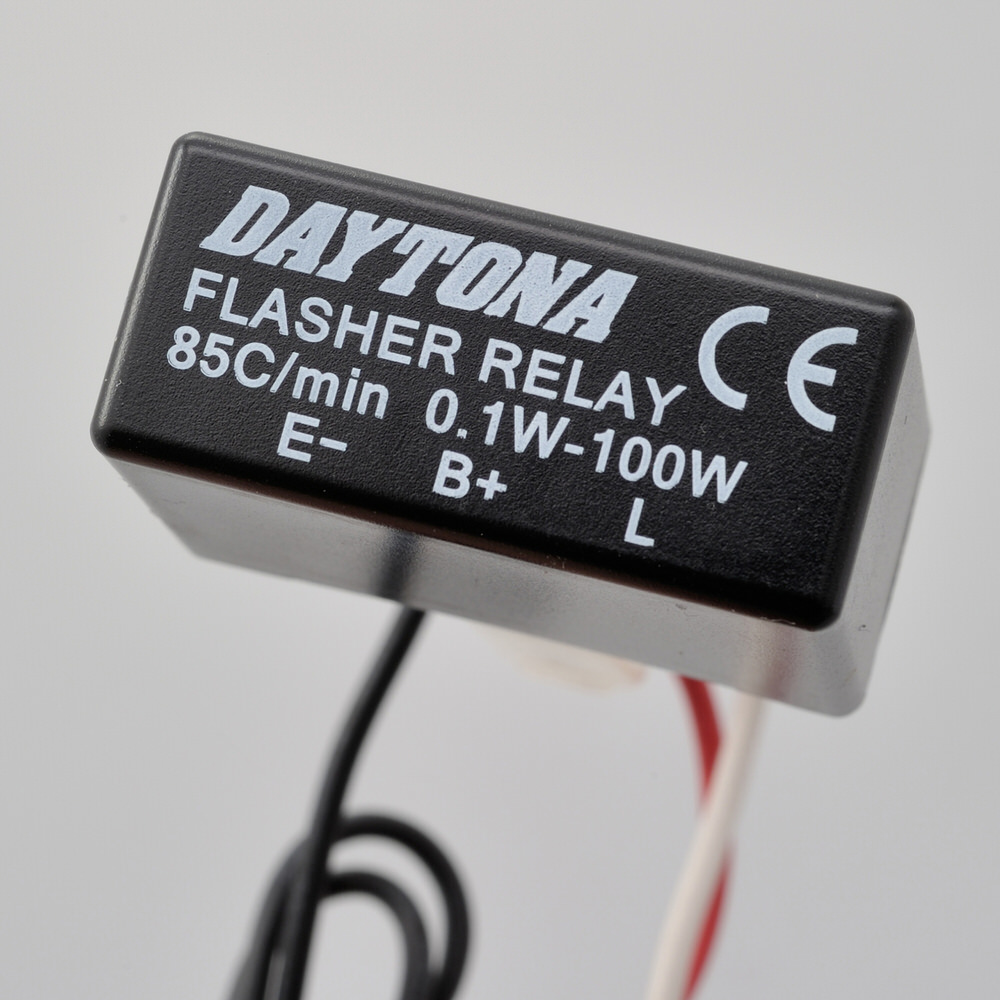 DAYTONA
FLASHER RELAY
85C/min 0.1W-100W
E- B+ L
CE